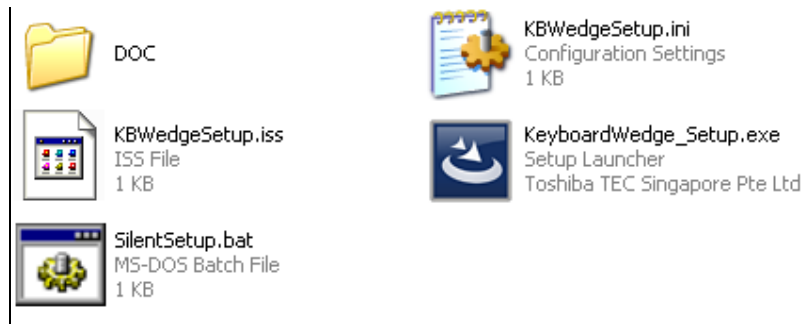 DOC
KBWedgeSetup.ini
Configuration Settings
1 KB
KBWedgeSetup.iss
ISS File
1 KB
KeyboardWedge_Setup.exe
Setup Launcher
Toshiba TEC Singapore Pte Ltd
SilentSetup.bat
MS-DOS Batch File
1 KB